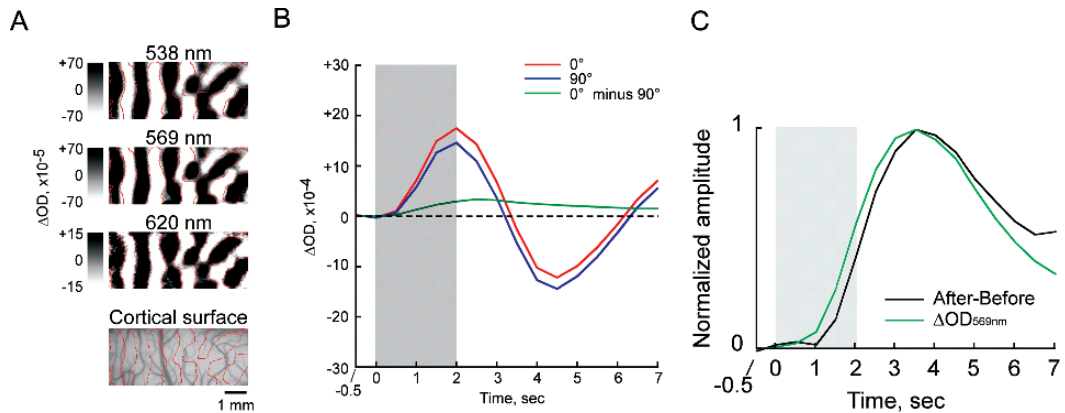 A
538 nm
+70
0
-70
569 nm
+70
0
-70
620 nm
+15
0
-15
ΔOD, x10-5
Cortical surface
1 mm
B
0°
90°
0° minus 90°
+30
+20
+10
0
-10
-20
-30
ΔOD, x10-4
-0.5
0 1 2 3 4 5 6 7
Time, sec
C
Normalized amplitude
1
0
After-Before
ΔOD569nm
-0.5
0 1 2 3 4 5 6 7
Time, sec